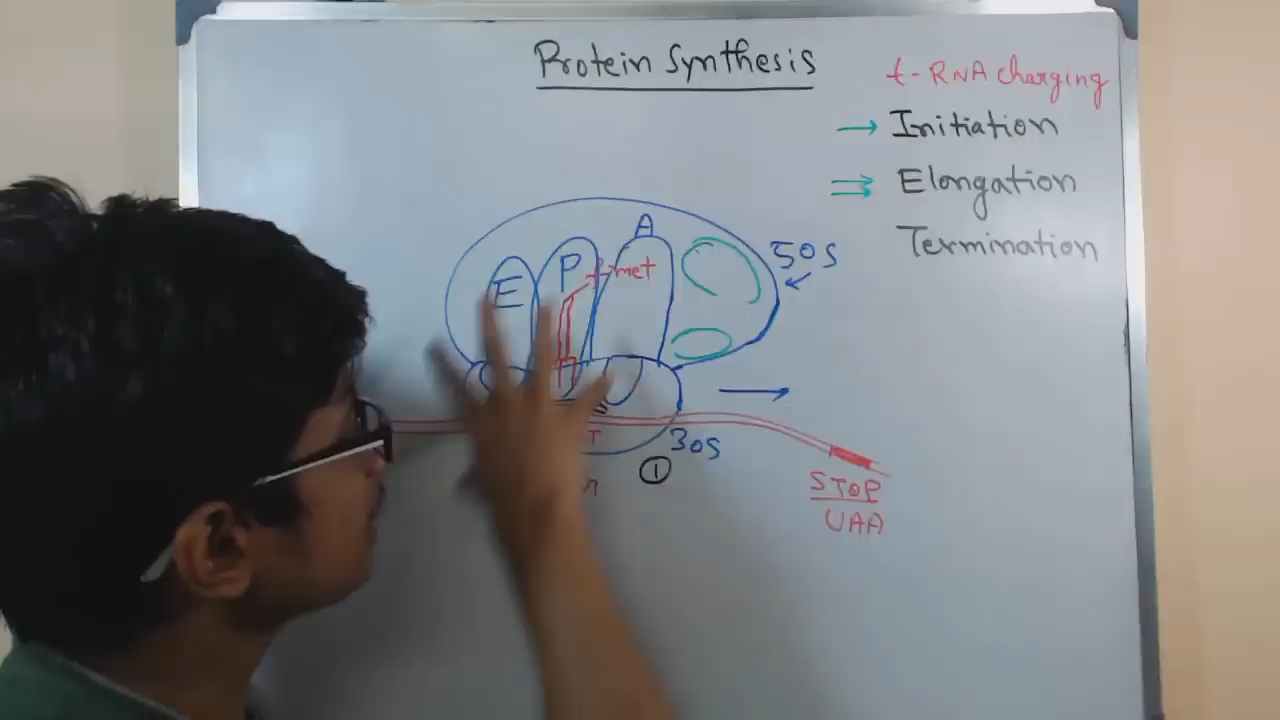 Protein Synthesis
t-RNA charging
→ Initiation
Elongation
Termination
A
50S
P
f-met
E
30S
1
STOP
UAA